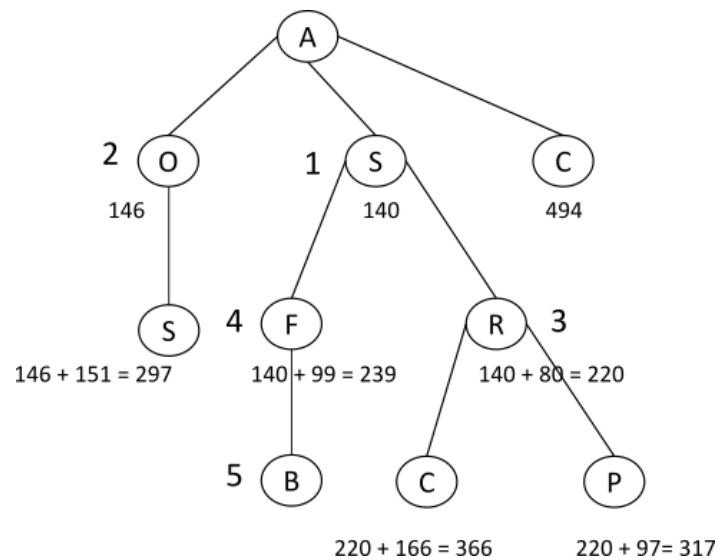 A
2 O 1 S C
146 140 494
S 4 F R 3
146 + 151 = 297 140 + 99 = 239 140 + 80 = 220
5 B C P
220 + 166 = 366 220 + 97= 317